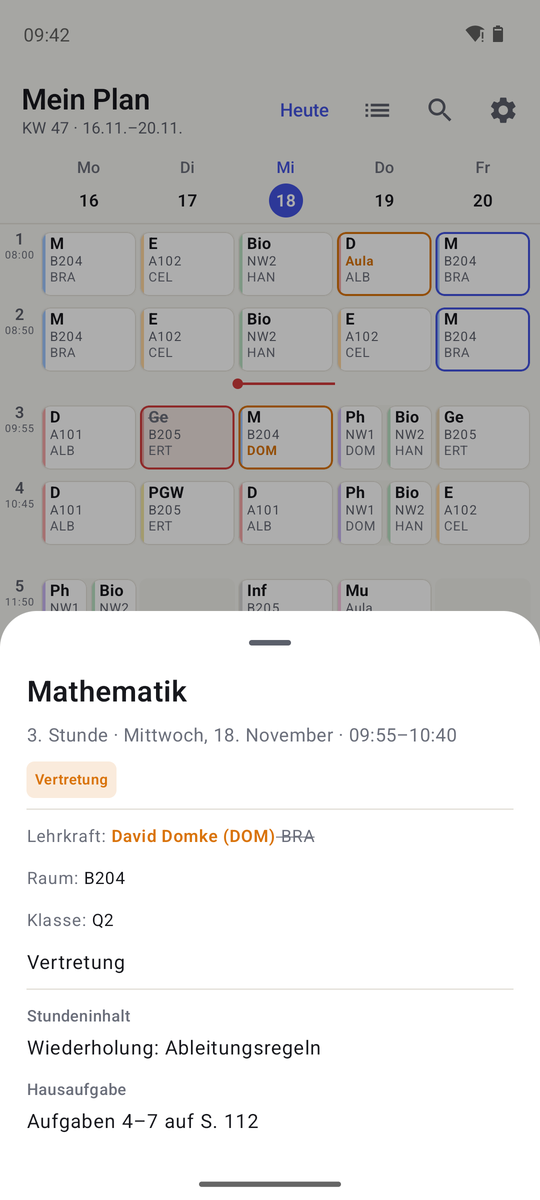 09:42
Mein Plan
KW 47 · 16.11.–20.11.
Heute
Mo Di Mi Do Fr
16 17 18 19 20
1 M E Bio D M
08:00 B204 A102 NW2 Aula B204
BRA CEL HAN ALB BRA
2 M E Bio E M
08:50 B204 A102 NW2 A102 B204
BRA CEL HAN CEL BRA
3 D Ge M Ph Bio Ge
09:55 A101 B205 B204 NW1 NW2 B205
ALB ERT DOM DOM HAN ERT
4 D PGW D Ph Bio E
10:45 A101 B205 A101 NW1 NW2 A102
ALB ERT ALB DOM HAN CEL
5 Ph Bio Inf Mu
11:50 NW1 NW2 B205 Aula
Mathematik
3. Stunde · Mittwoch, 18. November · 09:55–10:40
Vertretung
Lehrkraft: David Domke (DOM) BRA
Raum: B204
Klasse: Q2
Vertretung
Stundeninhalt
Wiederholung: Ableitungsregeln
Hausaufgabe
Aufgaben 4–7 auf S. 112